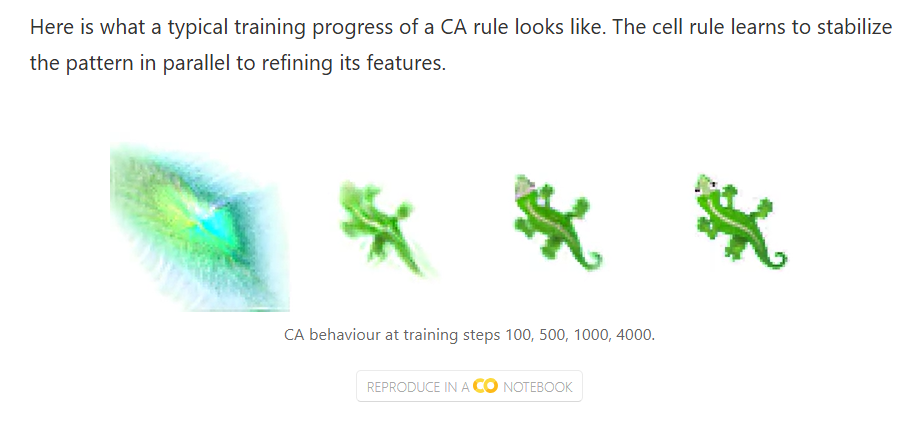 Here is what a typical training progress of a CA rule looks like. The cell rule learns to stabilize
the pattern in parallel to refining its features.
CA behaviour at training steps 100, 500, 1000, 4000.
REPRODUCE IN A CO NOTEBOOK